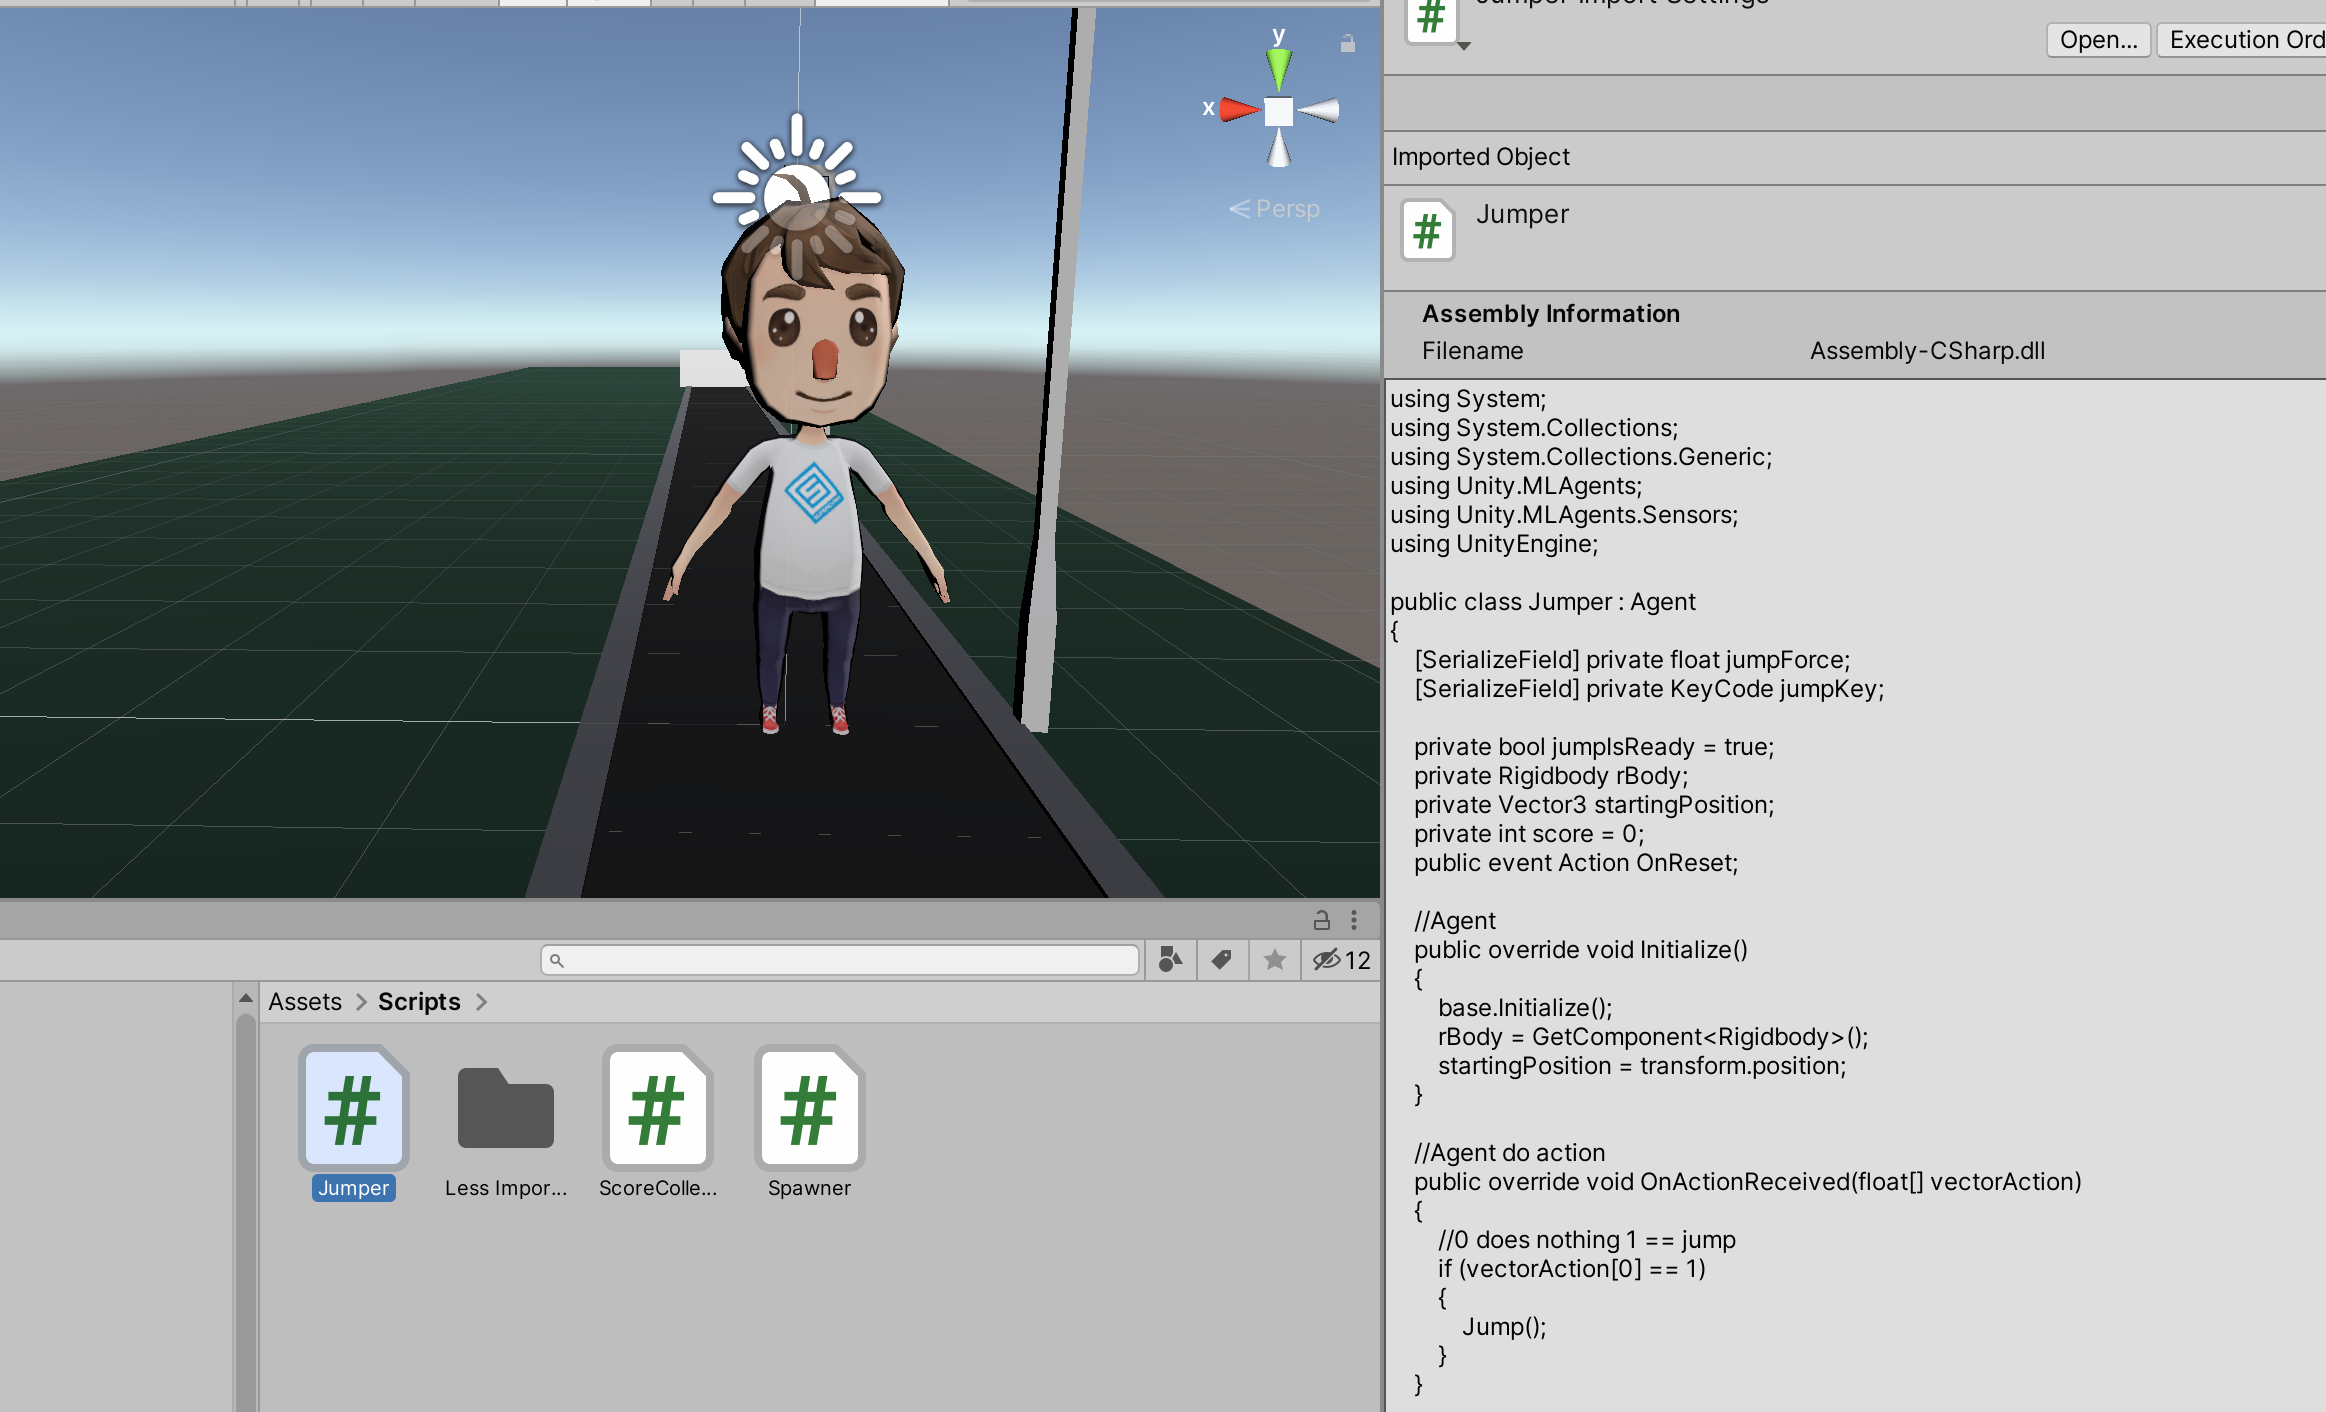 Jumper Import Settings
Open...
Execution Ord
y
x
Persp
Imported Object
Jumper
Assembly Information
Filename Assembly-CSharp.dll
using System;
using System.Collections;
using System.Collections.Generic;
using Unity.MLAgents;
using Unity.MLAgents.Sensors;
using UnityEngine;
public class Jumper : Agent
{
[SerializeField] private float jumpForce;
[SerializeField] private KeyCode jumpKey;
private bool jumpIsReady = true;
private Rigidbody rBody;
private Vector3 startingPosition;
private int score = 0;
public event Action OnReset;
//Agent
public override void Initialize()
{
base.Initialize();
rBody = GetComponent<Rigidbody>();
startingPosition = transform.position;
}
//Agent do action
public override void OnActionReceived(float[] vectorAction)
{
//0 does nothing 1 == jump
if (vectorAction[0] == 1)
{
Jump();
}
}
12
Assets > Scripts >
Jumper
Less Impor...
ScoreColle...
Spawner